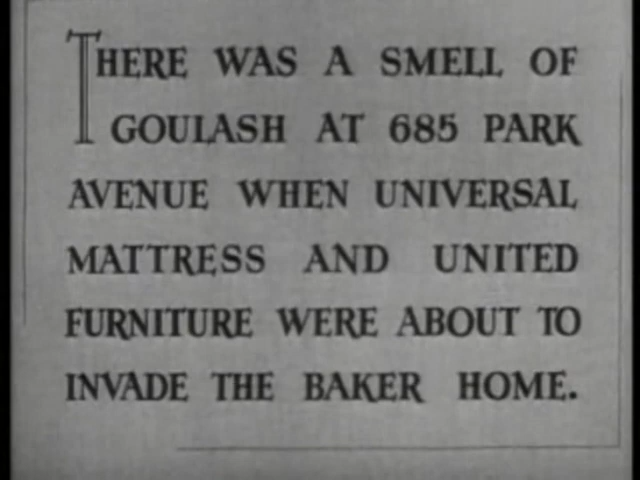 THERE WAS A SMELL OF
GOULASH AT 685 PARK
AVENUE WHEN UNIVERSAL
MATTRESS AND UNITED
FURNITURE WERE ABOUT TO
INVADE THE BAKER HOME.